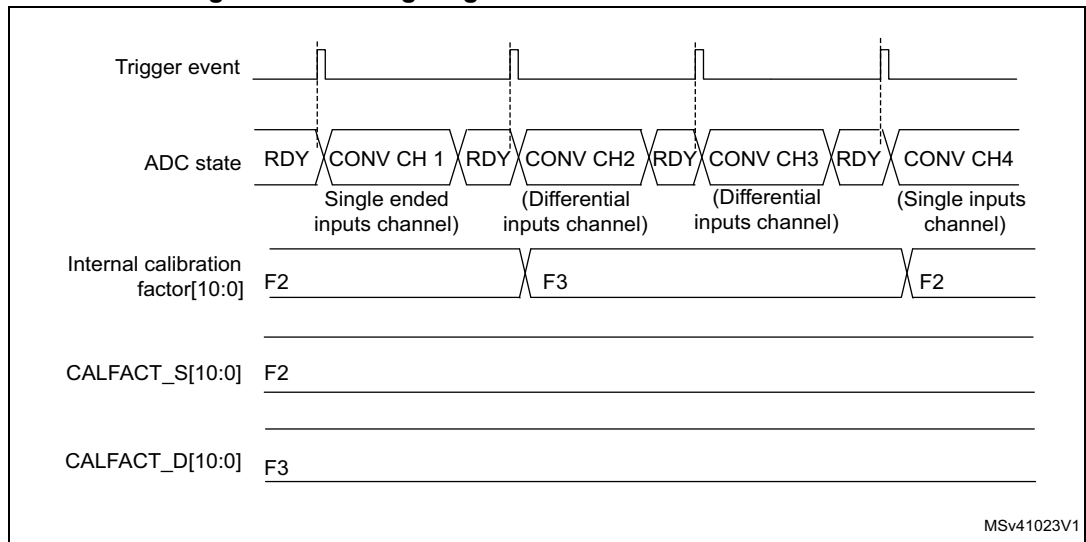 Trigger event
ADC state
RDY
CONV CH 1
RDY
CONV CH2
RDY
CONV CH3
RDY
CONV CH4
Single ended
inputs channel)
(Differential
inputs channel)
(Differential
inputs channel)
(Single inputs
channel)
Internal calibration
factor[10:0]
F2
F3
F2
CALFACT_S[10:0]
F2
CALFACT_D[10:0]
F3
MSv41023V1